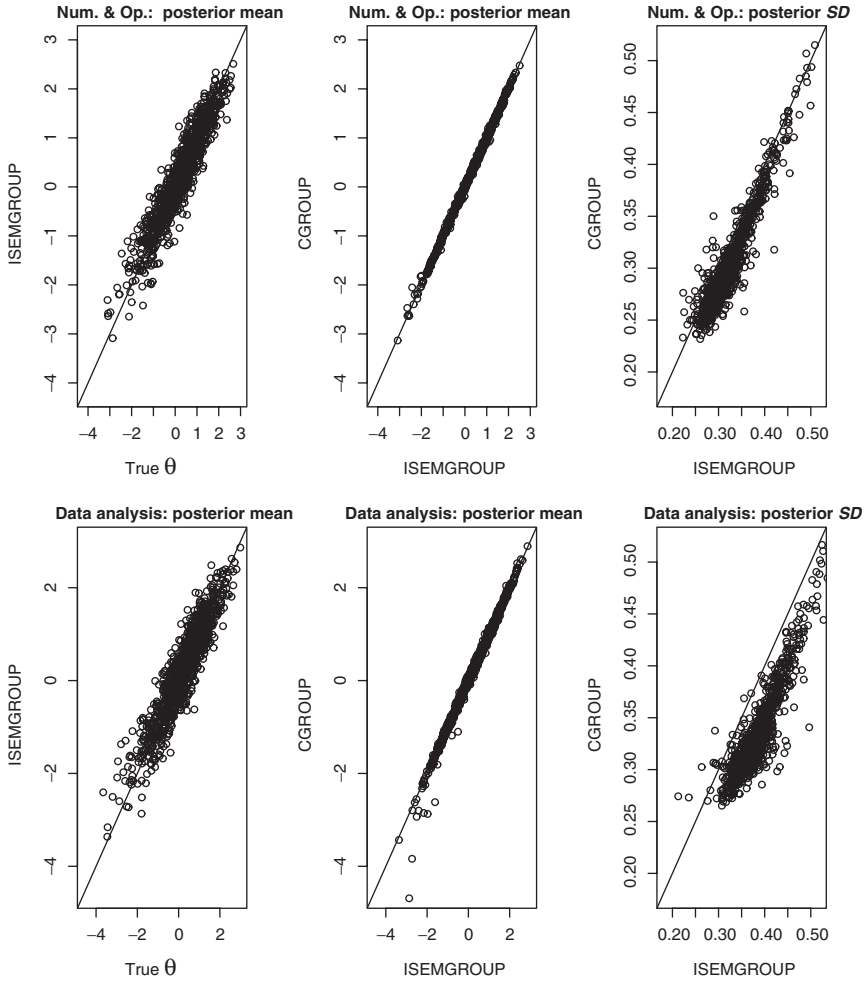 Num. & Op.: posterior mean
Num. & Op.: posterior mean
Num. & Op.: posterior SD
ISEMGROUP
3
2
1
0
−1
−2
−3
−4
−4 −2 0 1 2 3
True θ
CGROUP
3
2
1
0
−1
−2
−3
−4
−4 −2 0 1 2 3
ISEMGROUP
CGROUP
0.50
0.45
0.40
0.35
0.30
0.25
0.20
0.20 0.30 0.40 0.50
ISEMGROUP
Data analysis: posterior mean
Data analysis: posterior mean
Data analysis: posterior SD
ISEMGROUP
2
0
−2
−4
−4 −2 0 2
True θ
CGROUP
2
0
−2
−4
−4 −2 0 2
ISEMGROUP
CGROUP
0.50
0.45
0.40
0.35
0.30
0.25
0.20
0.20 0.30 0.40 0.50
ISEMGROUP